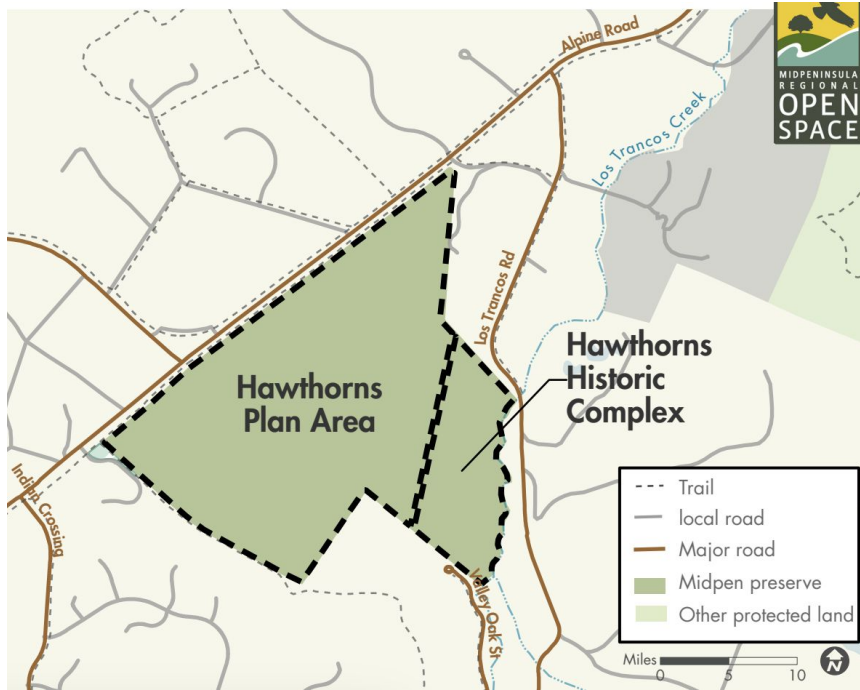 Alpine Road
MIDPENINSULA
REGIONAL
OPEN
SPACE
Los Trancos Creek
Los Trancos Rd
Hawthorns
Historic
Complex
Hawthorns
Plan Area
Indian Crossing
Valley Oak St
Trail
local road
Major road
Midpen preserve
Other protected land
Miles
0 5 10
N